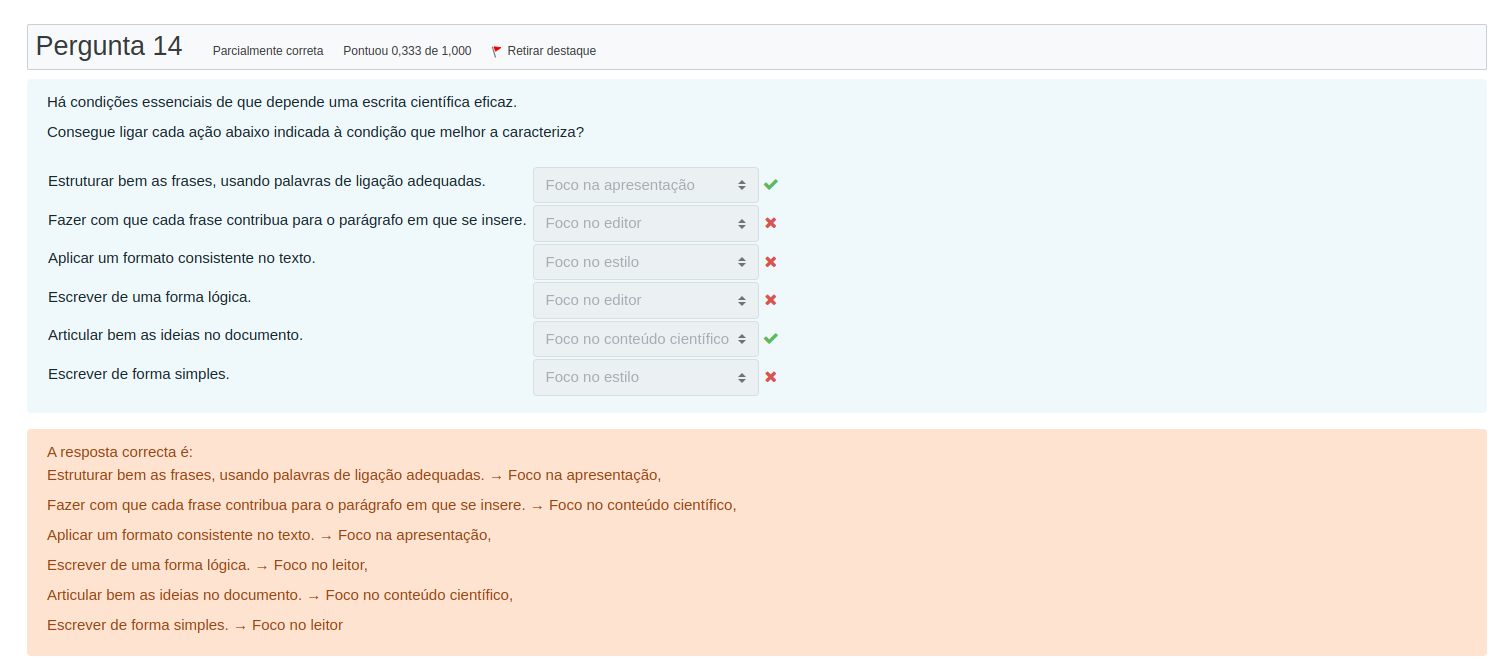 Pergunta 14 Parcialmente correta Pontuou 0,333 de 1,000 Retirar destaque
Há condições essenciais de que depende uma escrita científica eficaz.
Consegue ligar cada ação abaixo indicada à condição que melhor a caracteriza?
Estruturar bem as frases, usando palavras de ligação adequadas. Foco na apresentação
Fazer com que cada frase contribua para o parágrafo em que se insere. Foco no editor
Aplicar um formato consistente no texto. Foco no estilo
Escrever de uma forma lógica. Foco no editor
Articular bem as ideias no documento. Foco no conteúdo científico
Escrever de forma simples. Foco no estilo
A resposta correcta é:
Estruturar bem as frases, usando palavras de ligação adequadas. → Foco na apresentação,
Fazer com que cada frase contribua para o parágrafo em que se insere. → Foco no conteúdo científico,
Aplicar um formato consistente no texto. → Foco na apresentação,
Escrever de uma forma lógica. → Foco no leitor,
Articular bem as ideias no documento. → Foco no conteúdo científico,
Escrever de forma simples. → Foco no leitor